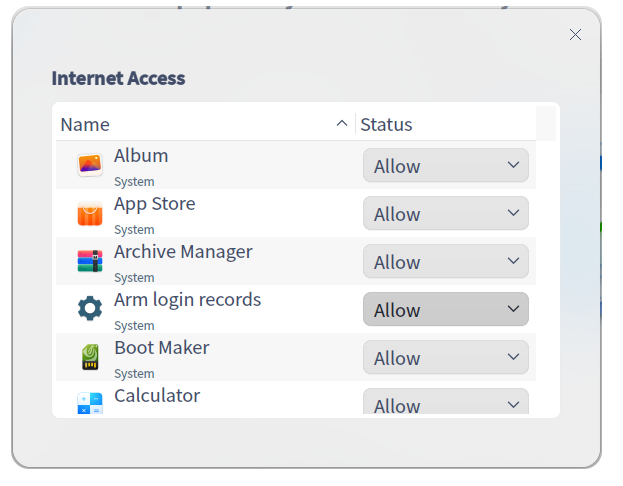 Internet Access
Name Status
Album
System
Allow
App Store
System
Allow
Archive Manager
System
Allow
Arm login records
System
Allow
Boot Maker
System
Allow
Calculator
Allow